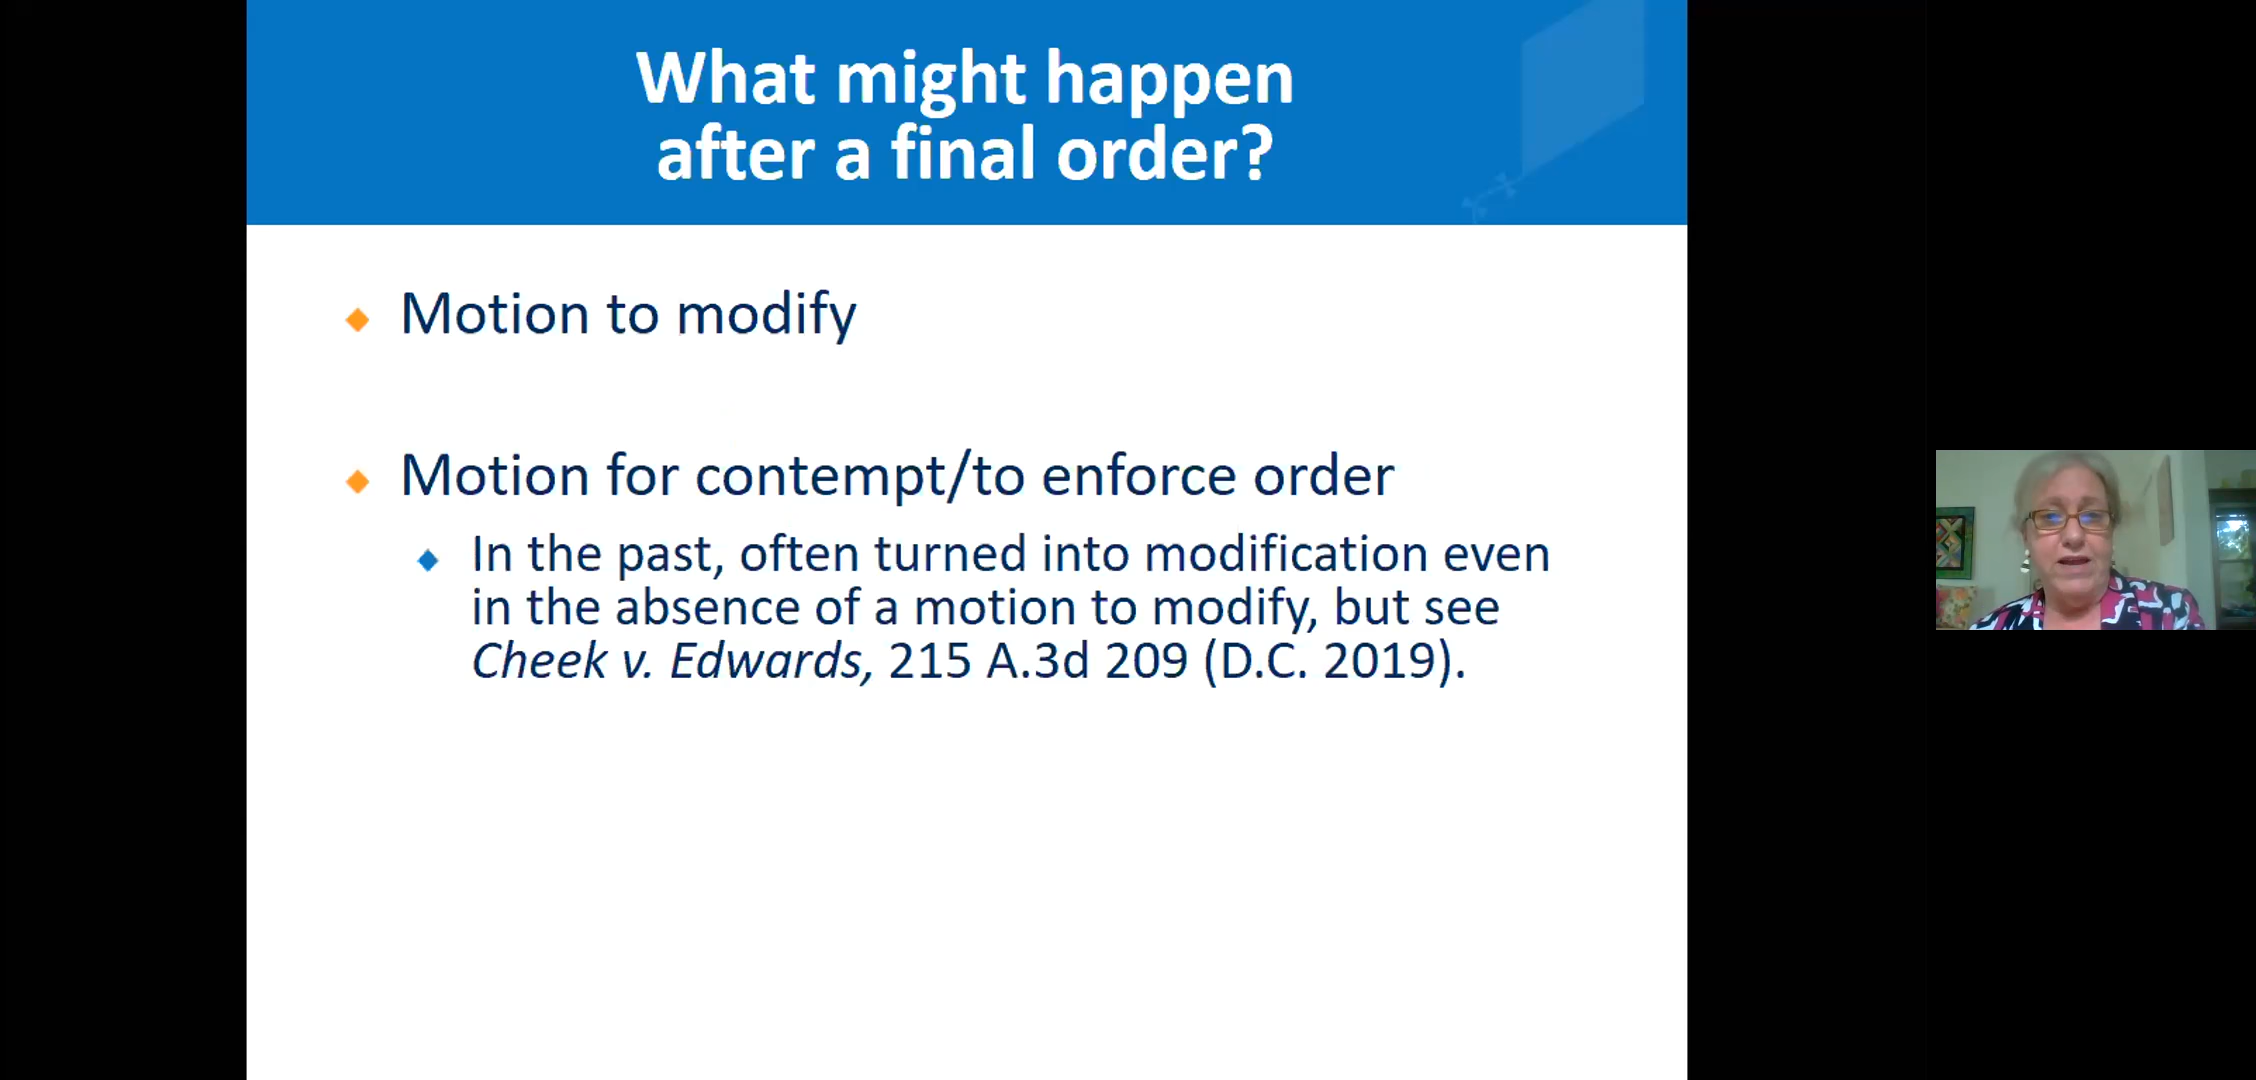 What might happen
after a final order?
Motion to modify
Motion for contempt/to enforce order
In the past, often turned into modification even
in the absence of a motion to modify, but see
Cheek v. Edwards, 215 A.3d 209 (D.C. 2019).